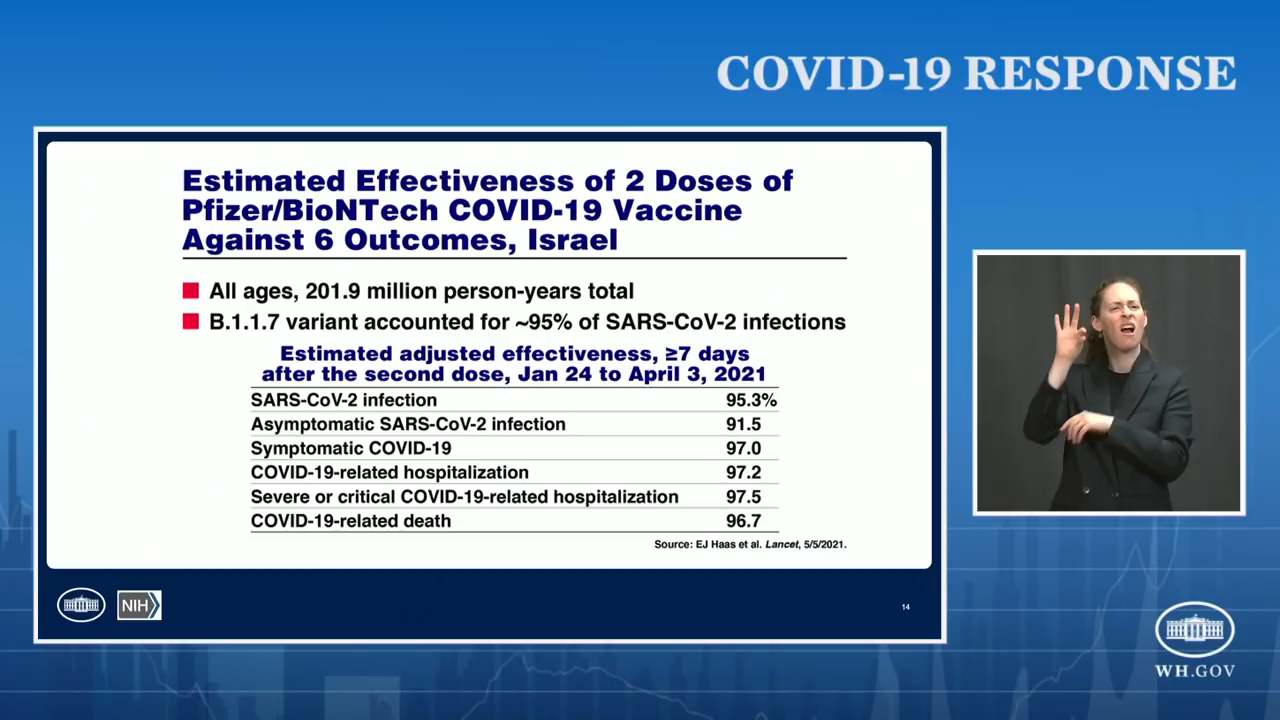 COVID-19 RESPONSE
Estimated Effectiveness of 2 Doses of
Pfizer/BioNTech COVID-19 Vaccine
Against 6 Outcomes, Israel
All ages, 201.9 million person-years total
B.1.1.7 variant accounted for ~95% of SARS-CoV-2 infections
Estimated adjusted effectiveness, ≥7 days
after the second dose, Jan 24 to April 3, 2021
SARS-CoV-2 infection 95.3%
Asymptomatic SARS-CoV-2 infection 91.5
Symptomatic COVID-19 97.0
COVID-19-related hospitalization 97.2
Severe or critical COVID-19-related hospitalization 97.5
COVID-19-related death 96.7
Source: EJ Haas et al. Lancet, 5/5/2021.
NIH
14
WH.GOV